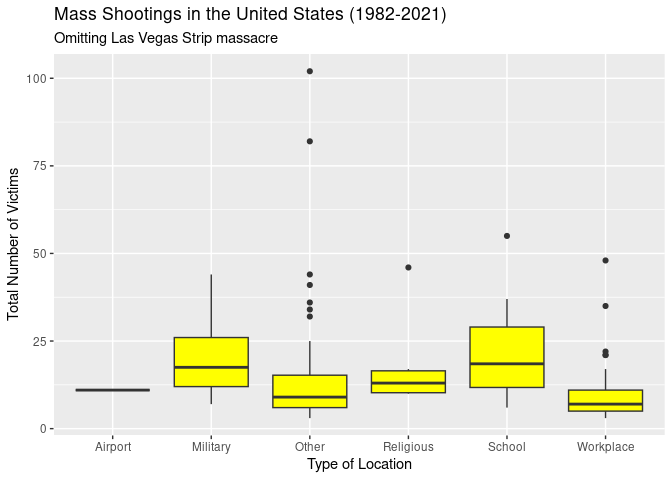 Mass Shootings in the United States (1982-2021)
Omitting Las Vegas Strip massacre
Total Number of Victims
100
75
50
25
0
Airport Military Other Religious School Workplace
Type of Location